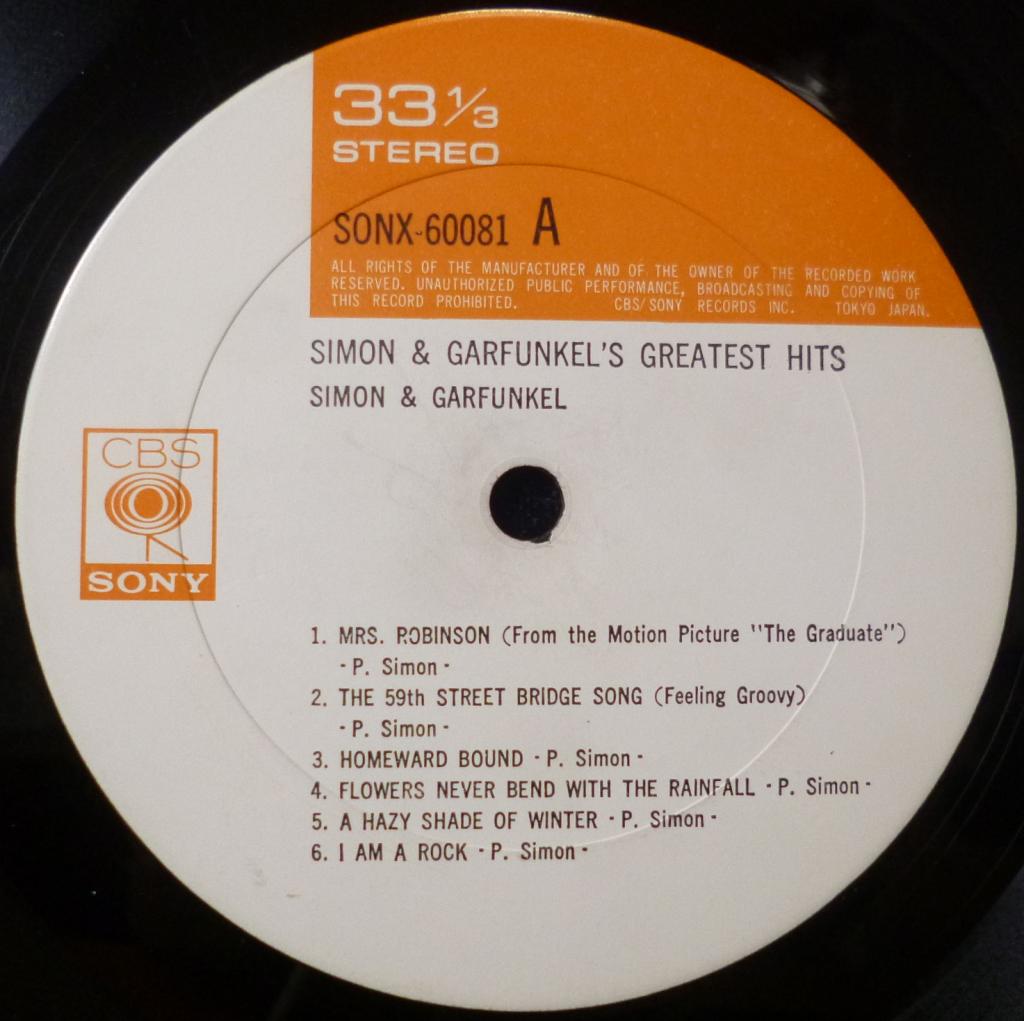 33 1/3
STEREO
SONX-60081 A
ALL RIGHTS OF THE MANUFACTURER AND OF THE OWNER OF THE RECORDED WORK
RESERVED. UNAUTHORIZED PUBLIC PERFORMANCE, BROADCASTING AND COPYING OF
THIS RECORD PROHIBITED. CBS/SONY RECORDS INC. TOKYO JAPAN.
SIMON & GARFUNKEL'S GREATEST HITS
SIMON & GARFUNKEL
CBS
SONY
1. MRS. ROBINSON (From the Motion Picture "The Graduate")
- P. Simon -
2. THE 59th STREET BRIDGE SONG (Feeling Groovy)
- P. Simon -
3. HOMEWARD BOUND - P. Simon -
4. FLOWERS NEVER BEND WITH THE RAINFALL - P. Simon -
5. A HAZY SHADE OF WINTER - P. Simon -
6. I AM A ROCK - P. Simon -